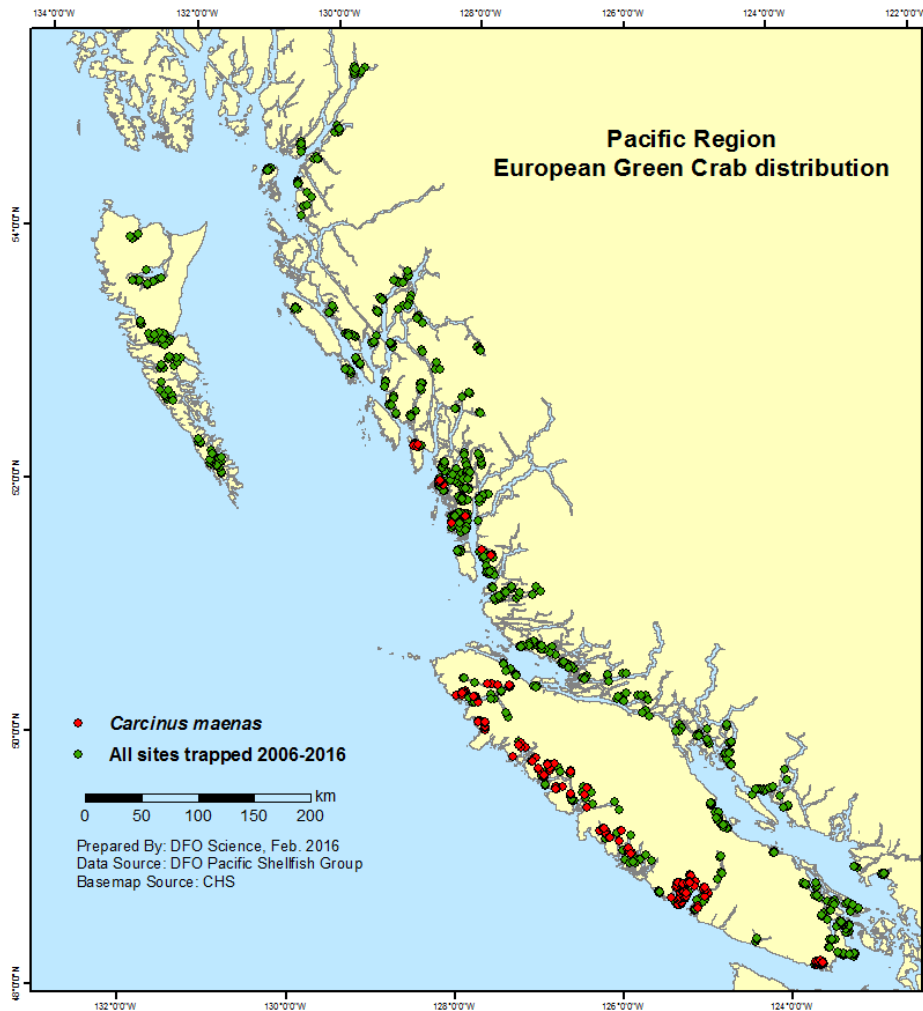 134°0'0"W 132°0'0"W 130°0'0"W 128°0'0"W 126°0'0"W 124°0'0"W 122°0'0"W
Pacific Region
European Green Crab distribution
54°0'0"N
52°0'0"N
50°0'0"N
Carcinus maenas
All sites trapped 2006-2016
km
0 50 100 150 200
Prepared By: DFO Science, Feb. 2016
Data Source: DFO Pacific Shellfish Group
Basemap Source: CHS
48°0'0"N
132°0'0"W 130°0'0"W 128°0'0"W 126°0'0"W 124°0'0"W